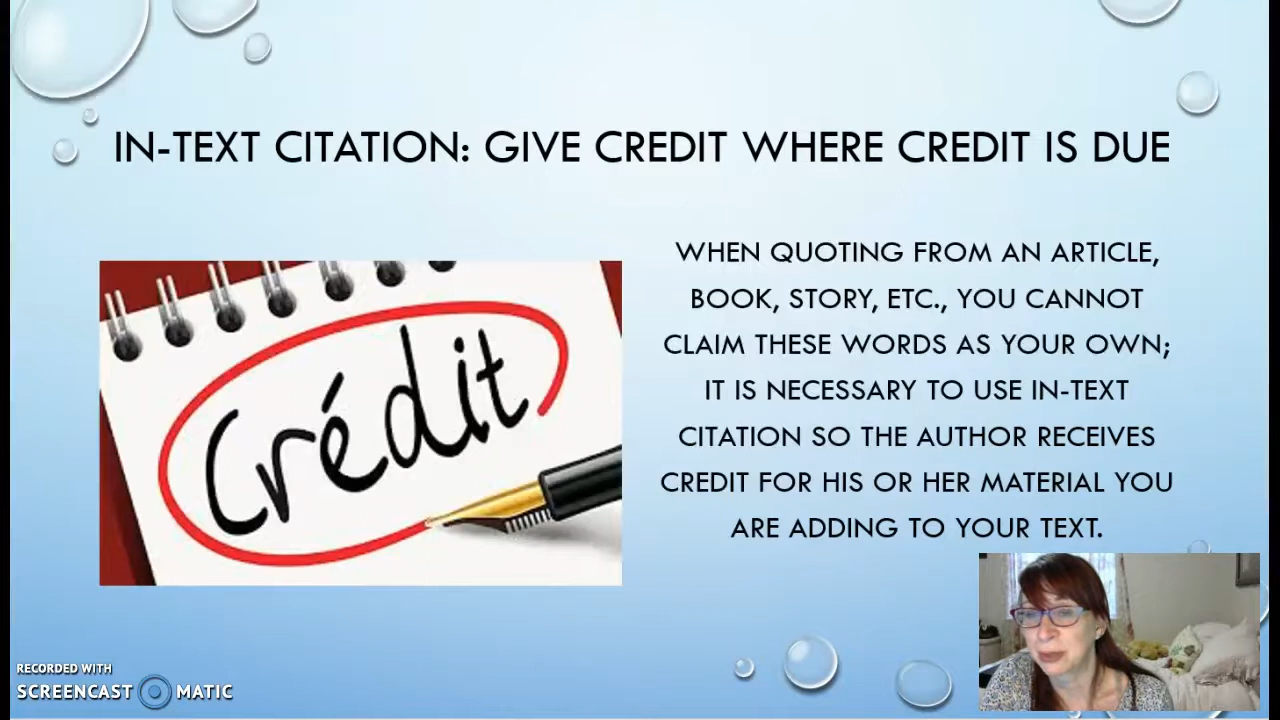 IN-TEXT CITATION: GIVE CREDIT WHERE CREDIT IS DUE
WHEN QUOTING FROM AN ARTICLE,
BOOK, STORY, ETC., YOU CANNOT
CLAIM THESE WORDS AS YOUR OWN;
IT IS NECESSARY TO USE IN-TEXT
CITATION SO THE AUTHOR RECEIVES
CREDIT FOR HIS OR HER MATERIAL YOU
ARE ADDING TO YOUR TEXT.
Crédit
RECORDED WITH
SCREENCAST MATIC